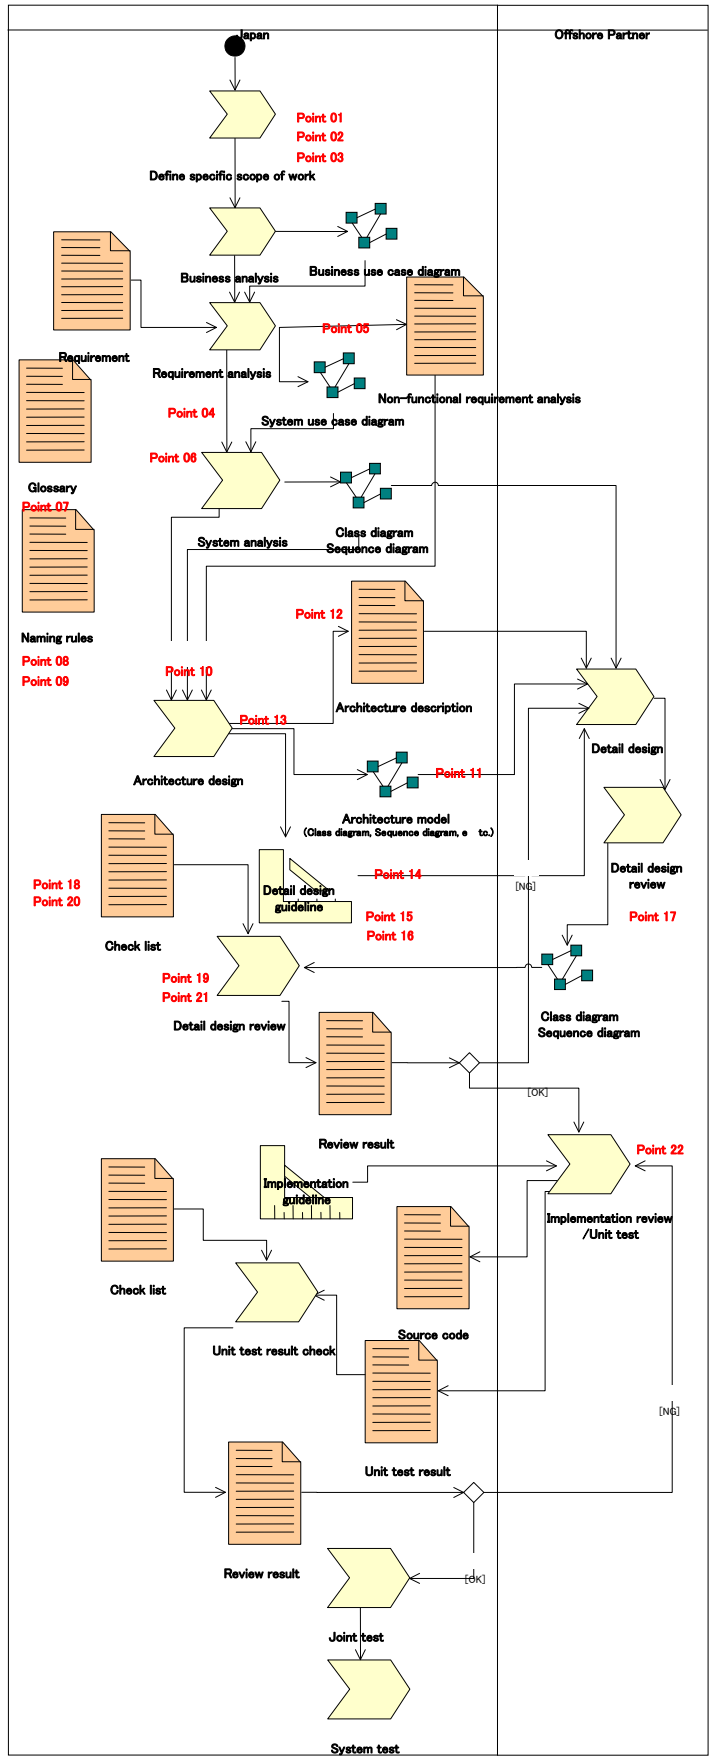 Japan
Offshore Partner
Point 01
Point 02
Point 03
Define specific scope of work
Business use case diagram
Business analysis
Point 05
Requirement
Requirement analysis
Non-functional requirement analysis
Point 04
System use case diagram
Point 06
Glossary
Point 07
Class diagram
Sequence diagram
System analysis
Point 12
Naming rules
Point 08
Point 09
Point 10
Architecture description
Point 13
Detail design
Architecture design
Point 11
Architecture model
(Class diagram, Sequence diagram, e tc.)
Detail design
review
Point 14
[NG]
Point 18
Point 20
Detail design
guideline
Point 15
Point 16
Point 17
Check list
Point 19
Point 21
Class diagram
Sequence diagram
Detail design review
[OK]
Review result
Point 22
Implementation
guideline
Implementation review
/Unit test
Check list
Source code
Unit test result check
[NG]
Unit test result
Review result
[OK]
Joint test
System test